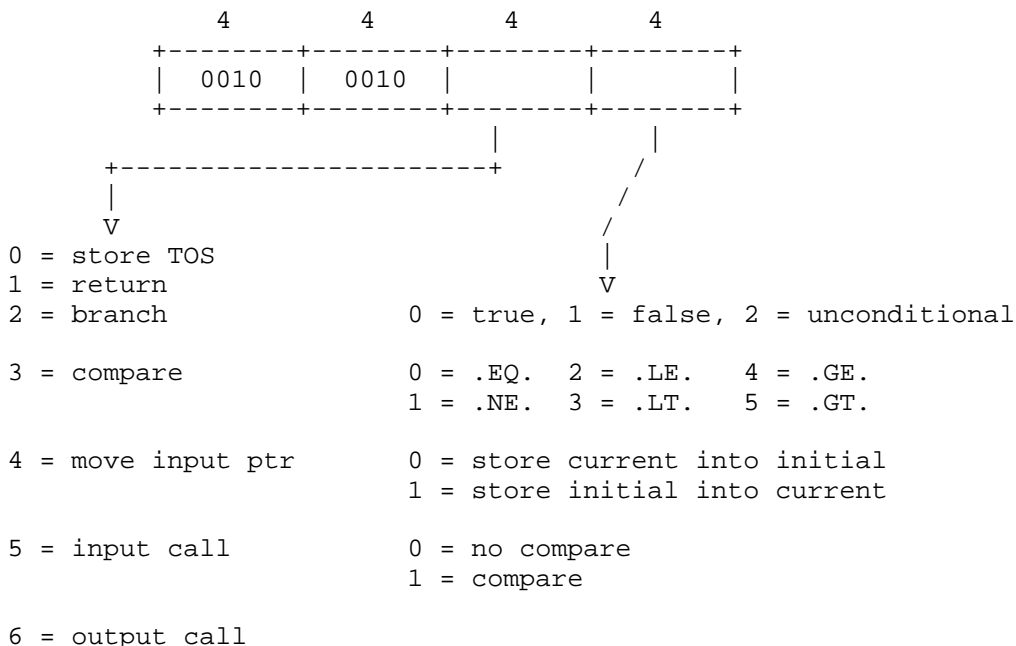 4 4 4 4
+--------+--------+--------+--------+
| 0010 | 0010 | | |
+--------+--------+--------+--------+
| |
+-----------------------+ /
| /
V /
0 = store TOS |
1 = return V
2 = branch 0 = true, 1 = false, 2 = unconditional
3 = compare 0 = .EQ. 2 = .LE. 4 = .GE.
1 = .NE. 3 = .LT. 5 = .GT.
4 = move input ptr 0 = store current into initial
1 = store initial into current
5 = input call 0 = no compare
1 = compare
6 = output call